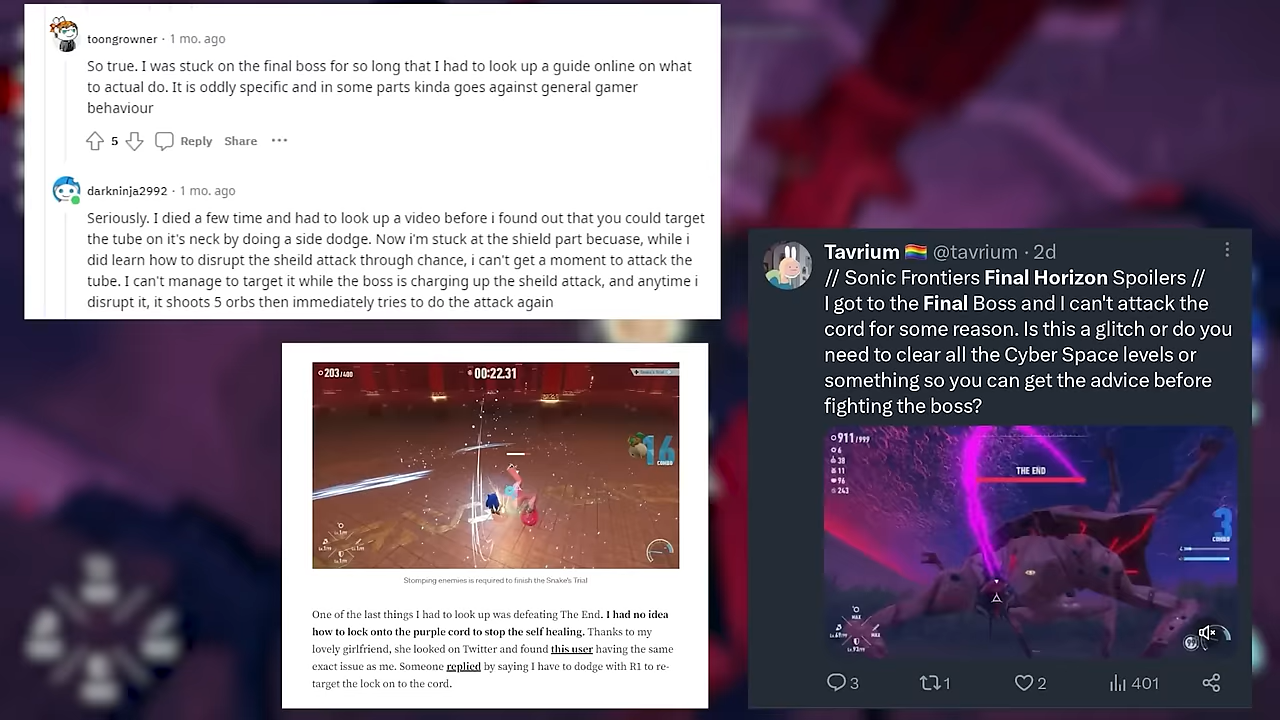 toongrowner · 1 mo. ago
So true. I was stuck on the final boss for so long that I had to look up a guide online on what
to actual do. It is oddly specific and in some parts kinda goes against general gamer
behaviour
5 Reply Share ···
darkninja2992 · 1 mo. ago
Seriously. I died a few time and had to look up a video before i found out that you could target
the tube on it's neck by doing a side dodge. Now i'm stuck at the shield part becuase, while i
did learn how to disrupt the sheild attack through chance, i can't get a moment to attack the
tube. I can't manage to target it while the boss is charging up the sheild attack, and anytime i
disrupt it, it shoots 5 orbs then immediately tries to do the attack again
203/400
00:22.31
16
COMBO
Stomping enemies is required to finish the Snake's Trial
One of the last things I had to look up was defeating The End. I had no idea
how to lock onto the purple cord to stop the self healing. Thanks to my
lovely girlfriend, she looked on Twitter and found this user having the same
exact issue as me. Someone replied by saying I have to dodge with R1 to re-
target the lock on to the cord.
Tavrium 🏳️‍🌈 @tavrium · 2d
// Sonic Frontiers Final Horizon Spoilers //
I got to the Final Boss and I can't attack the
cord for some reason. Is this a glitch or do you
need to clear all the Cyber Space levels or
something so you can get the advice before
fighting the boss?
911/999
6
38
11
96
243
THE END
3
COMBO
MAX
MAX
3 1 2 401